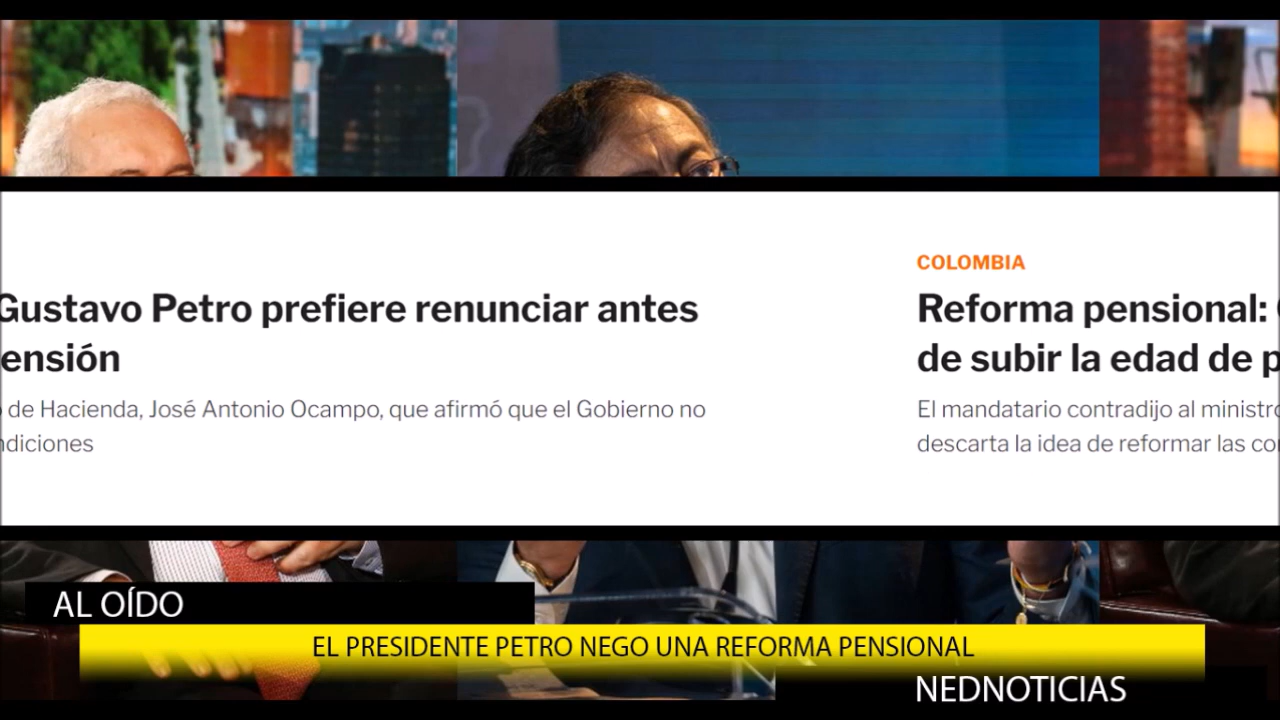 Gustavo Petro prefiere renunciar antes
ensión
de Hacienda, José Antonio Ocampo, que afirmó que el Gobierno no
ndiciones
COLOMBIA
Reforma pensional:
de subir la edad de p
El mandatario contradijo al ministro
descarta la idea de reformar las co
AL OÍDO
EL PRESIDENTE PETRO NEGO UNA REFORMA PENSIONAL
NEDNOTICIAS